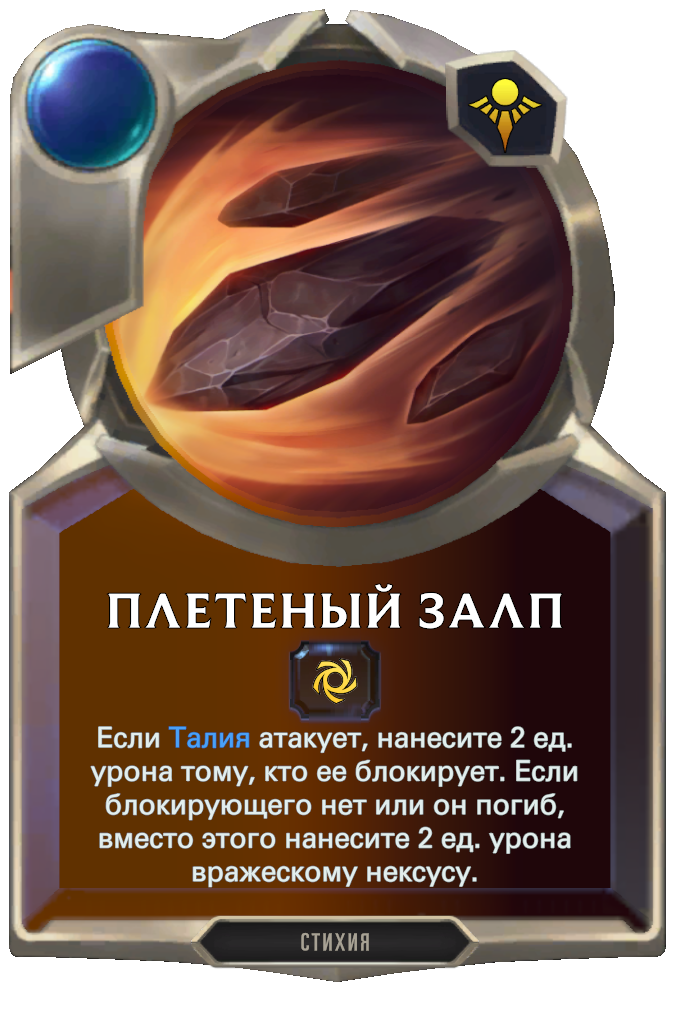 ПЛЕТЕНЫЙ ЗАЛП
Если Талия атакует, нанесите 2 ед.
урона тому, кто ее блокирует. Если
блокирующего нет или он погиб,
вместо этого нанесите 2 ед. урона
вражескому нексусу.
СТИХИЯ